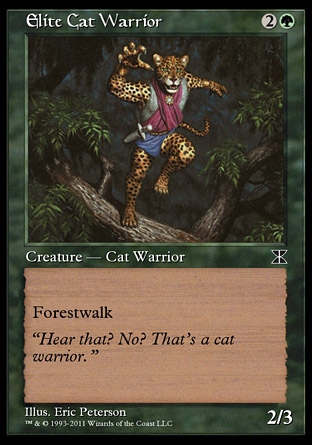 Elite Cat Warrior 2
Creature — Cat Warrior
Forestwalk
“Hear that? No? That's a cat
warrior.”
Illus. Eric Peterson
™ & © 1993-2011 Wizards of the Coast LLC
2/3